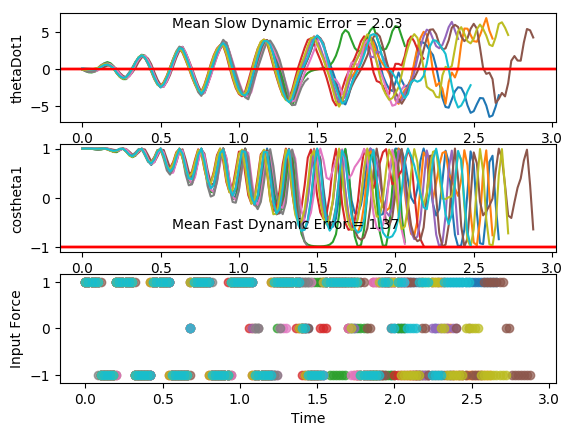 Mean Slow Dynamic Error = 2.03
thetaDot1
5
0
−5
0.0 0.5 1.0 1.5 2.0 2.5 3.0
costheta1
1
0
−1
Mean Fast Dynamic Error = 1.37
0.0 0.5 1.0 1.5 2.0 2.5 3.0
Input Force
1
0
−1
0.0 0.5 1.0 1.5 2.0 2.5 3.0
Time